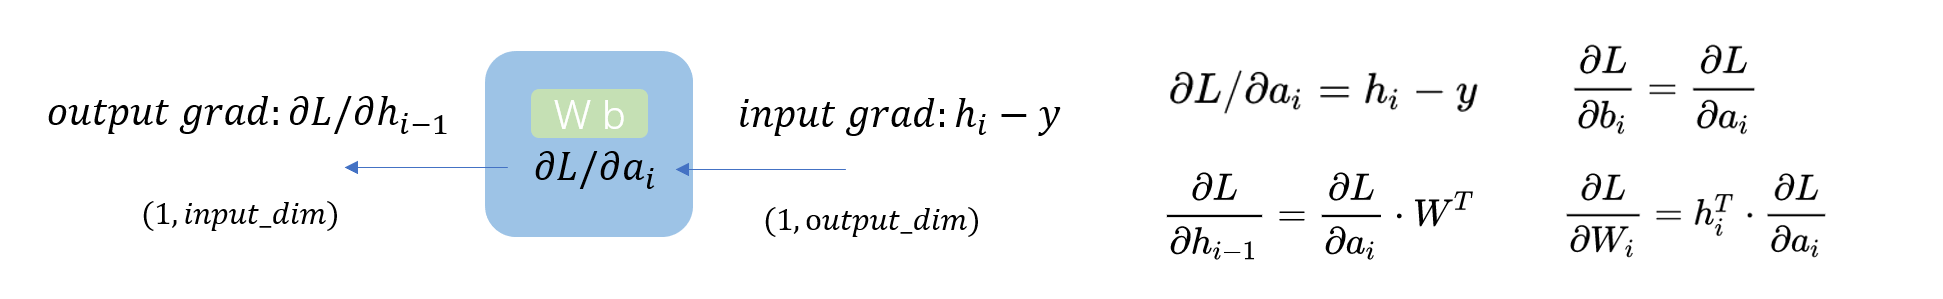 output grad: ∂L/∂h_{i−1}
(1, input_dim)
W b
∂L/∂a_i
input grad: h_i − y
(1, output_dim)
∂L/∂a_i = h_i − y
∂L/∂b_i = ∂L/∂a_i
∂L/∂h_{i−1} = ∂L/∂a_i · W^T
∂L/∂W_i = h_i^T · ∂L/∂a_i